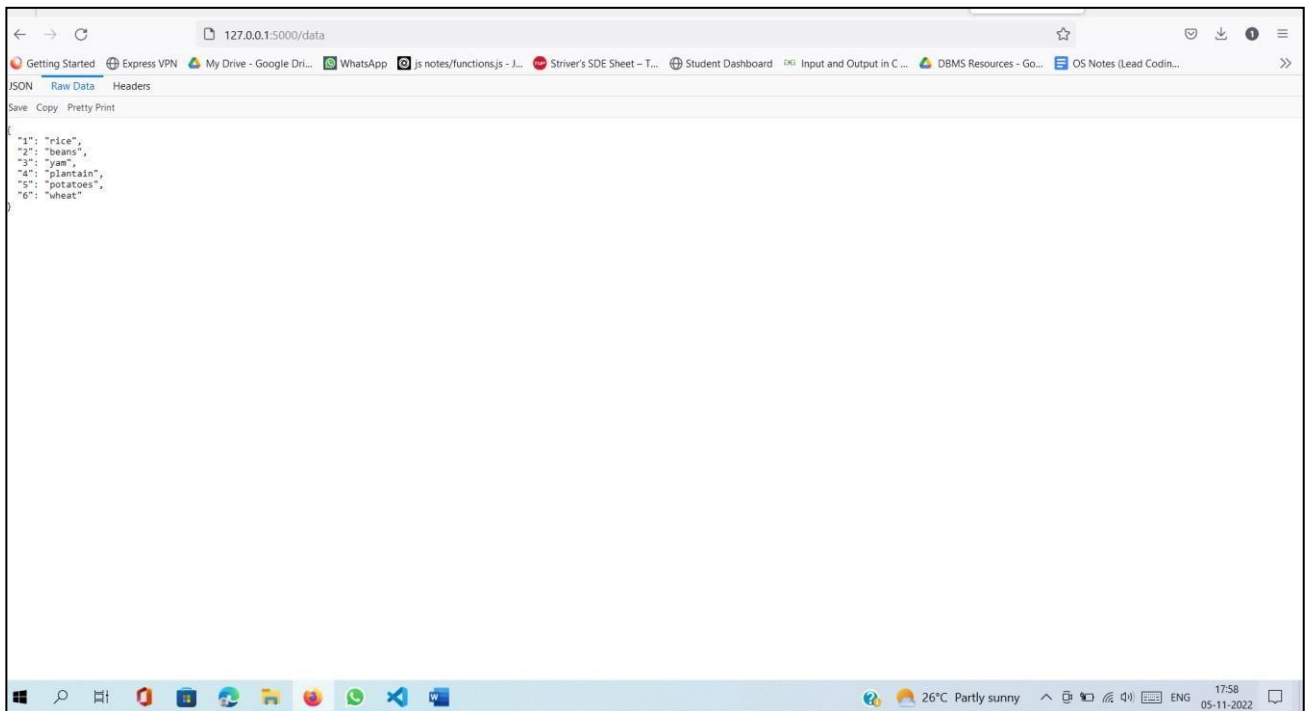 127.0.0.1:5000/data
1
Getting Started Express VPN My Drive - Google Dri... WhatsApp js notes/functions.js - J... Striver's SDE Sheet – T... Student Dashboard Input and Output in C ... DBMS Resources - Go... OS Notes (Lead Codin...
JSON Raw Data Headers
Save Copy Pretty Print
{
"1": "rice",
"2": "beans",
"3": "yam",
"4": "plantain",
"5": "potatoes",
"6": "wheat"
}
26°C Partly sunny ENG 17:58
05-11-2022